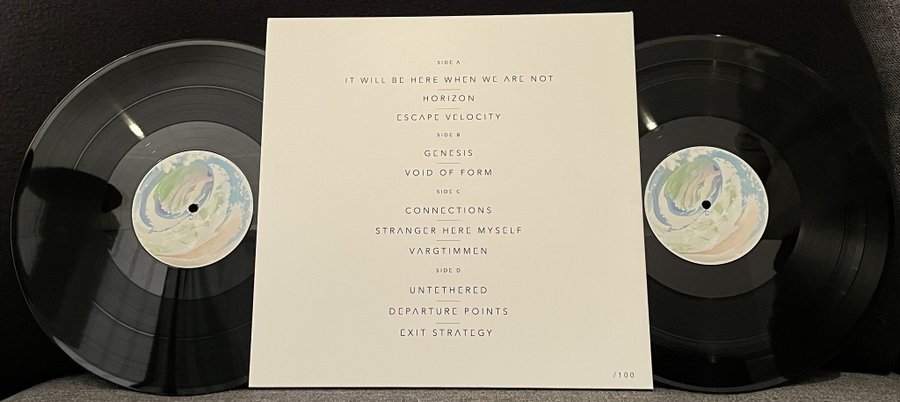 SIDE A
IT WILL BE HERE WHEN WE ARE NOT
HORIZON
ESCAPE VELOCITY
SIDE B
GENESIS
VOID OF FORM
SIDE C
CONNECTIONS
STRANGER HERE MYSELF
VARGTIMMEN
SIDE D
UNTETHERED
DEPARTURE POINTS
EXIT STRATEGY
/100